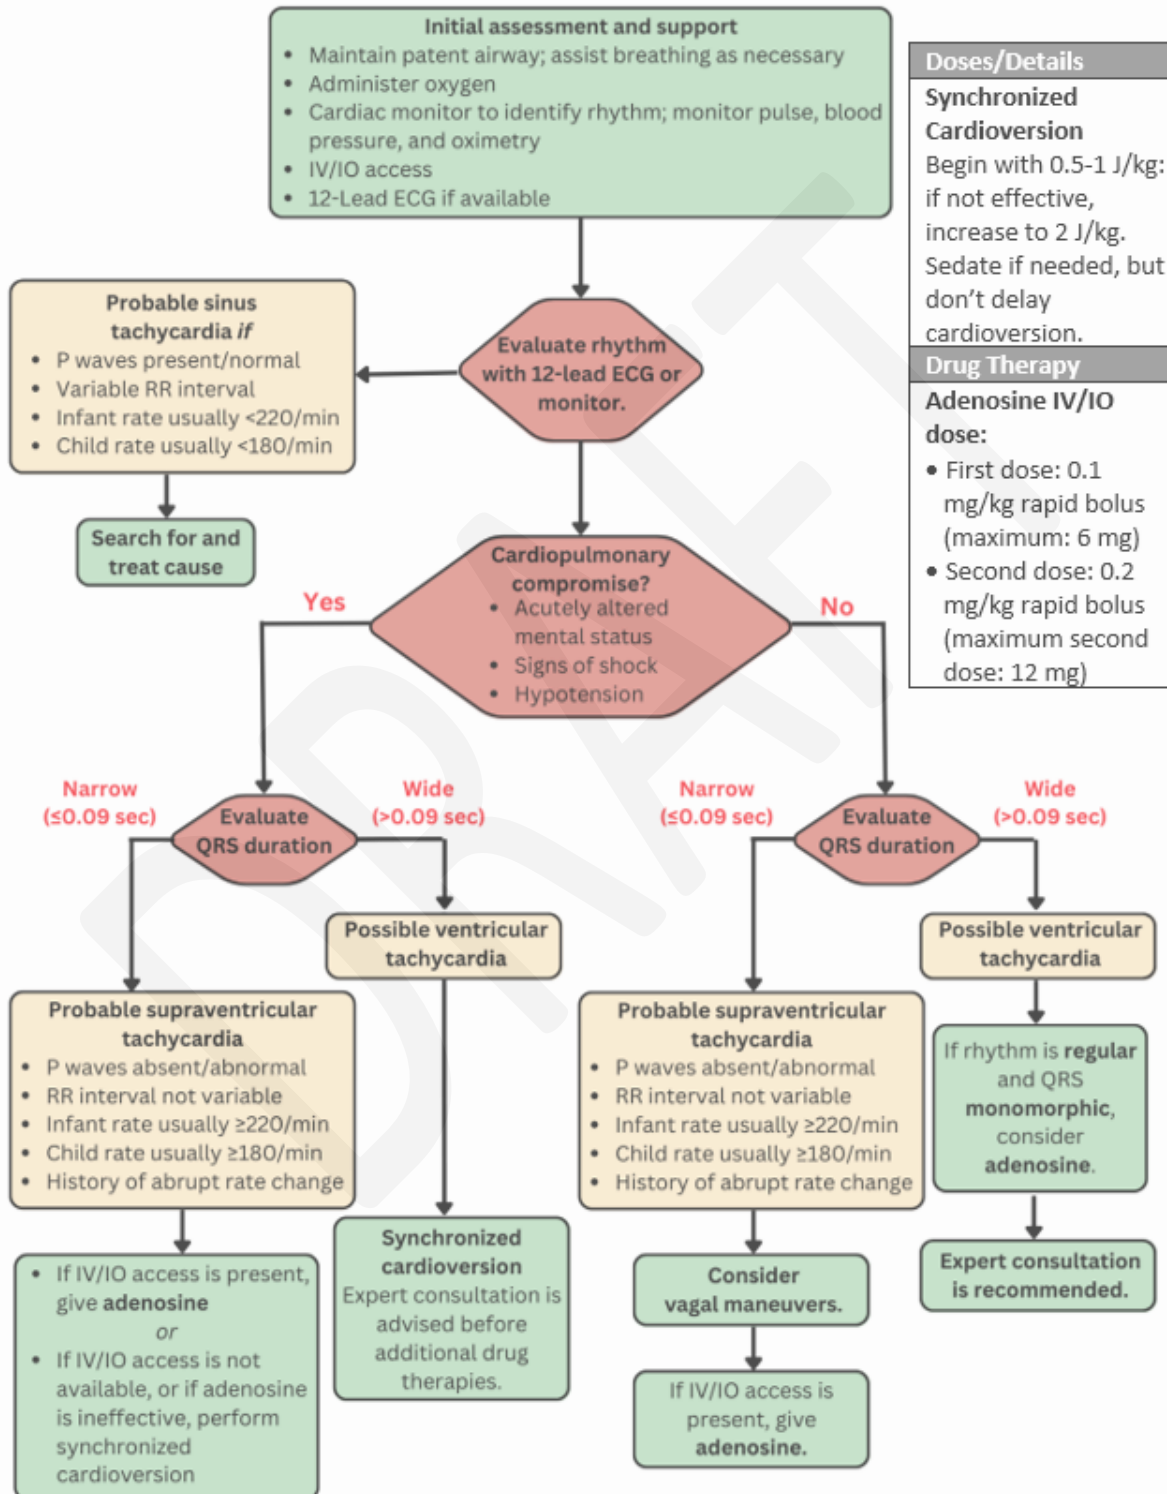 Initial assessment and support
• Maintain patent airway; assist breathing as necessary
• Administer oxygen
• Cardiac monitor to identify rhythm; monitor pulse, blood
pressure, and oximetry
• IV/IO access
• 12-Lead ECG if available
Doses/Details
Synchronized
Cardioversion
Begin with 0.5-1 J/kg:
if not effective,
increase to 2 J/kg.
Sedate if needed, but
don't delay
cardioversion.
Drug Therapy
Adenosine IV/IO
dose:
• First dose: 0.1
mg/kg rapid bolus
(maximum: 6 mg)
• Second dose: 0.2
mg/kg rapid bolus
(maximum second
dose: 12 mg)
Evaluate rhythm
with 12-lead ECG or
monitor.
Probable sinus
tachycardia if
• P waves present/normal
• Variable RR interval
• Infant rate usually <220/min
• Child rate usually <180/min
Search for and
treat cause
Cardiopulmonary
compromise?
• Acutely altered
mental status
• Signs of shock
• Hypotension
Yes
No
Narrow
(≤0.09 sec)
Evaluate
QRS duration
Wide
(>0.09 sec)
Probable supraventricular
tachycardia
• P waves absent/abnormal
• RR interval not variable
• Infant rate usually ≥220/min
• Child rate usually ≥180/min
• History of abrupt rate change
• If IV/IO access is present,
give adenosine
or
• If IV/IO access is not
available, or if adenosine
is ineffective, perform
synchronized
cardioversion
Possible ventricular
tachycardia
Synchronized
cardioversion
Expert consultation is
advised before
additional drug
therapies.
Narrow
(≤0.09 sec)
Evaluate
QRS duration
Wide
(>0.09 sec)
Probable supraventricular
tachycardia
• P waves absent/abnormal
• RR interval not variable
• Infant rate usually ≥220/min
• Child rate usually ≥180/min
• History of abrupt rate change
Consider
vagal maneuvers.
If IV/IO access is
present, give
adenosine.
Possible ventricular
tachycardia
If rhythm is regular
and QRS
monomorphic,
consider
adenosine.
Expert consultation
is recommended.
DRAFT